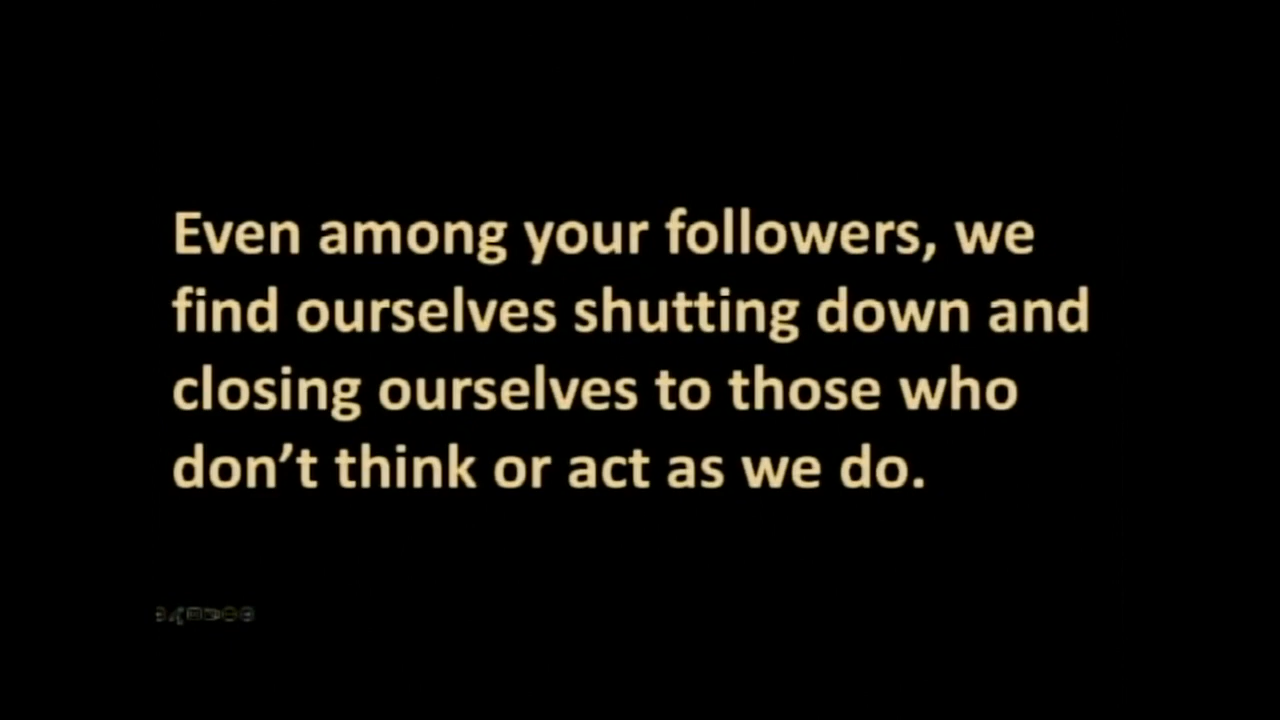 Even among your followers, we
find ourselves shutting down and
closing ourselves to those who
don’t think or act as we do.